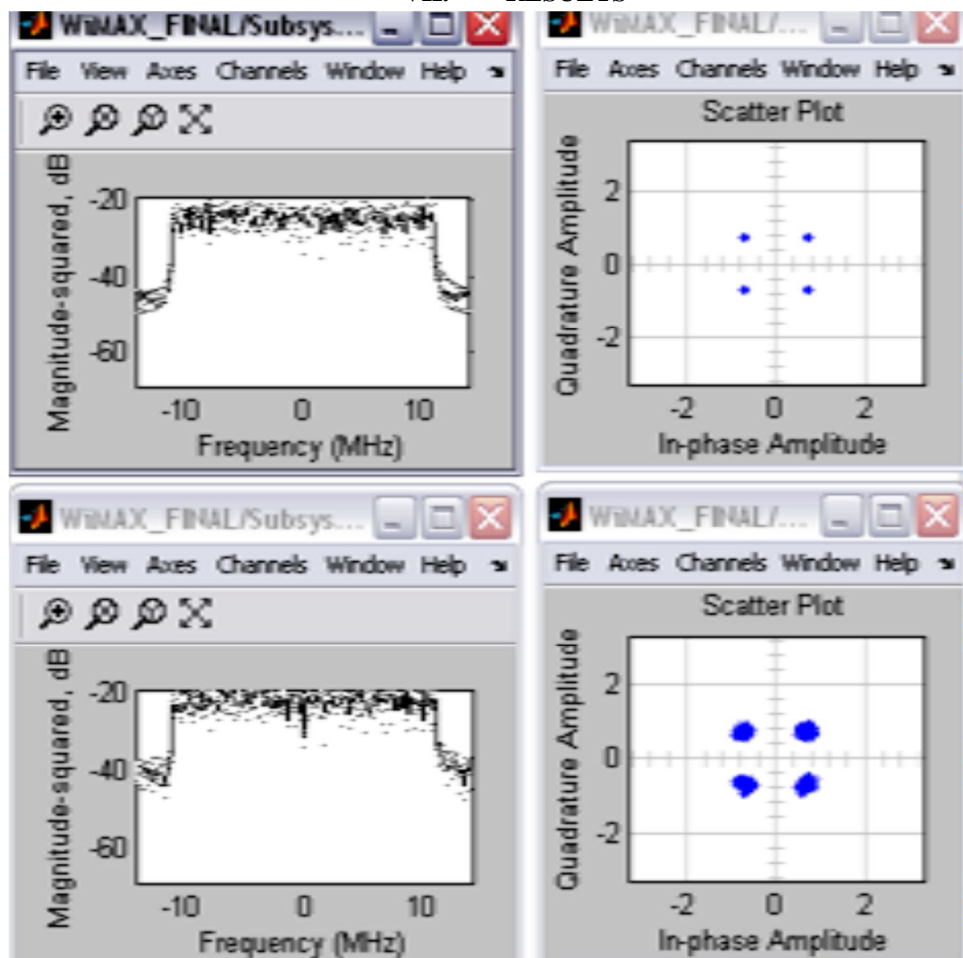 WiMAX_FINAL/Subsys....
File View Axes Channels Window Help
Magnitude-squared, dB
-20
-40
-60
-10 0 10
Frequency (MHz)
WiMAX_FINAL/...
File Axes Channels Window Help
Scatter Plot
Quadrature Amplitude
2
0
-2
-2 0 2
In-phase Amplitude
WiMAX_FINAL/Subsys....
File View Axes Channels Window Help
Magnitude-squared, dB
-20
-40
-60
-10 0 10
Frequency (MHz)
WiMAX_FINAL/...
File Axes Channels Window Help
Scatter Plot
Quadrature Amplitude
2
0
-2
-2 0 2
In-phase Amplitude